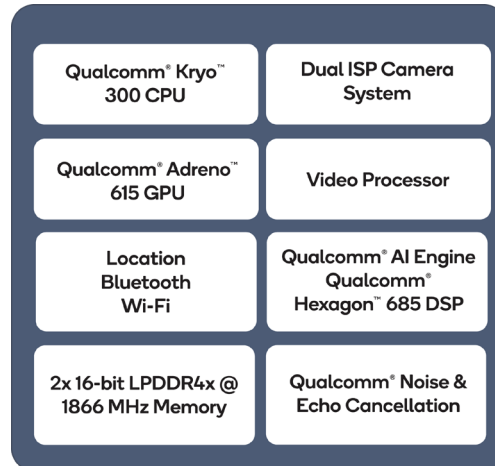 Qualcomm® Kryo™
300 CPU
Dual ISP Camera
System
Qualcomm® Adreno™
615 GPU
Video Processor
Location
Bluetooth
Wi-Fi
Qualcomm® AI Engine
Qualcomm®
Hexagon™ 685 DSP
2x 16-bit LPDDR4x @
1866 MHz Memory
Qualcomm® Noise &
Echo Cancellation